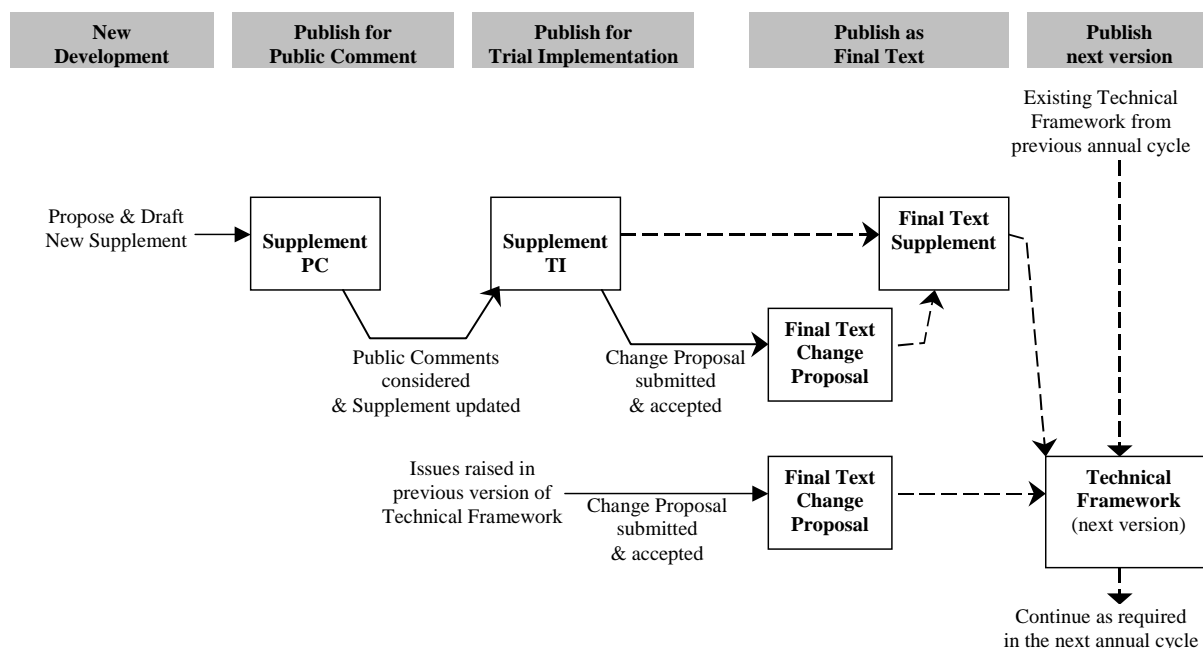 New
Development
Publish for
Public Comment
Publish for
Trial Implementation
Publish as
Final Text
Publish
next version
Existing Technical
Framework from
previous annual cycle
Propose & Draft
New Supplement
Supplement
PC
Supplement
TI
Final Text
Supplement
Public Comments
considered
& Supplement updated
Change Proposal
submitted
& accepted
Final Text
Change
Proposal
Issues raised in
previous version of
Technical Framework
Change Proposal
submitted
& accepted
Final Text
Change
Proposal
Technical
Framework
(next version)
Continue as required
in the next annual cycle